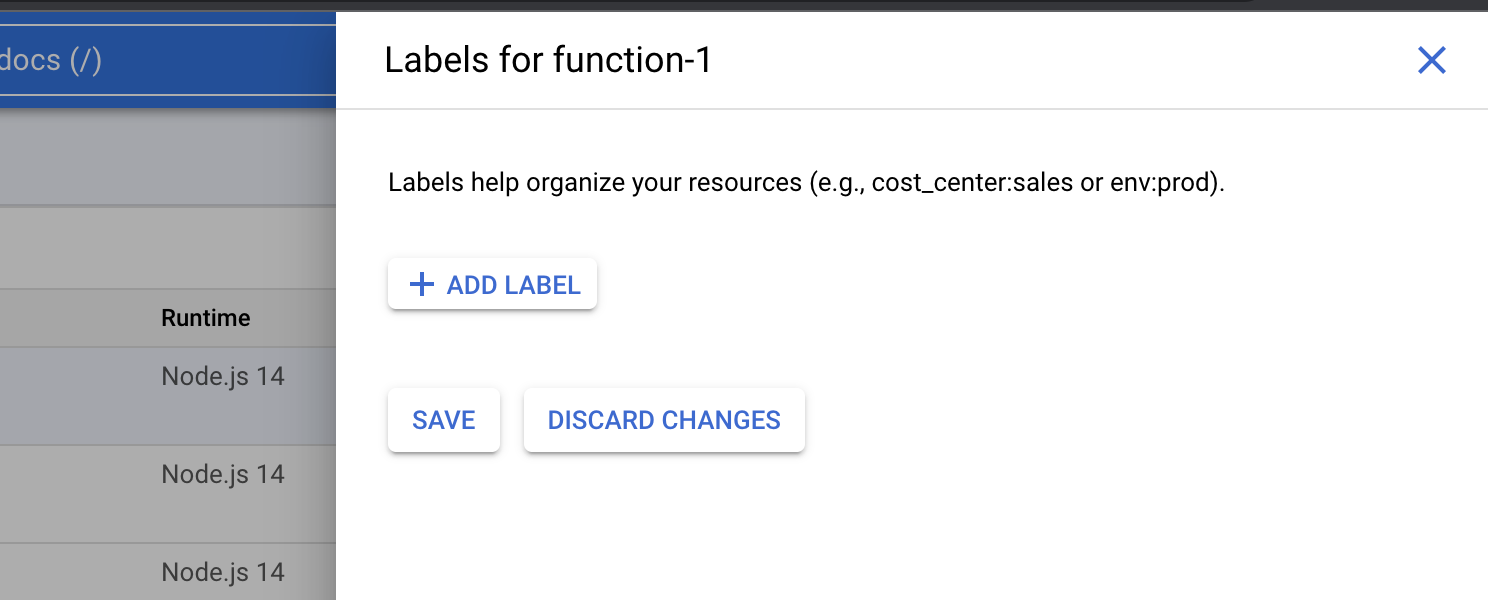 docs (/)
Labels for function-1
Labels help organize your resources (e.g., cost_center:sales or env:prod).
ADD LABEL
SAVE
DISCARD CHANGES
Runtime
Node.js 14
Node.js 14
Node.js 14